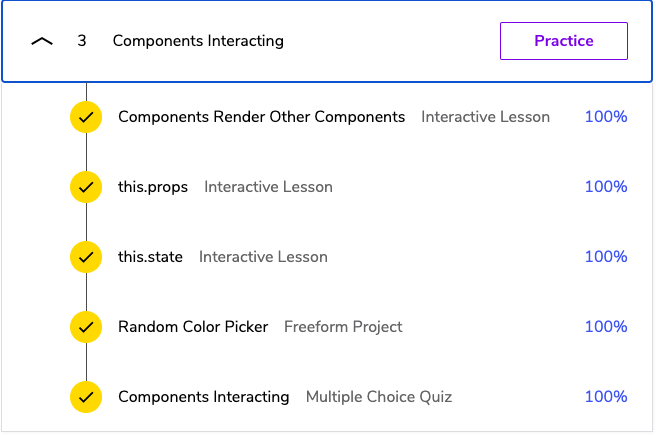 3 Components Interacting Practice
Components Render Other Components Interactive Lesson 100%
this.props Interactive Lesson 100%
this.state Interactive Lesson 100%
Random Color Picker Freeform Project 100%
Components Interacting Multiple Choice Quiz 100%